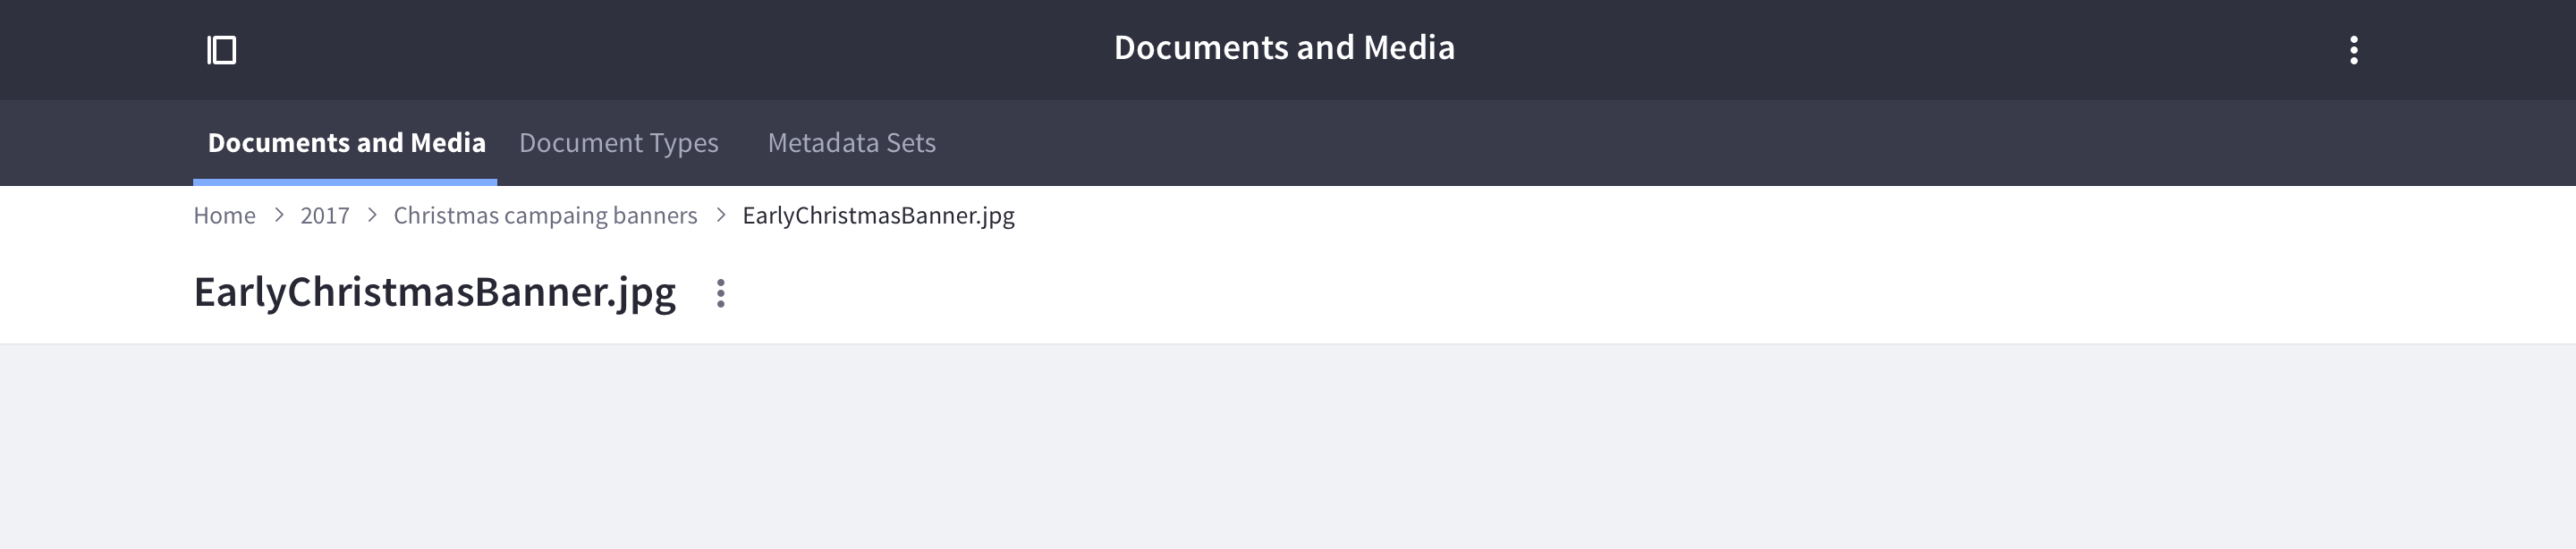 Documents and Media
Documents and Media Document Types Metadata Sets
Home > 2017 > Christmas campaing banners > EarlyChristmasBanner.jpg
EarlyChristmasBanner.jpg